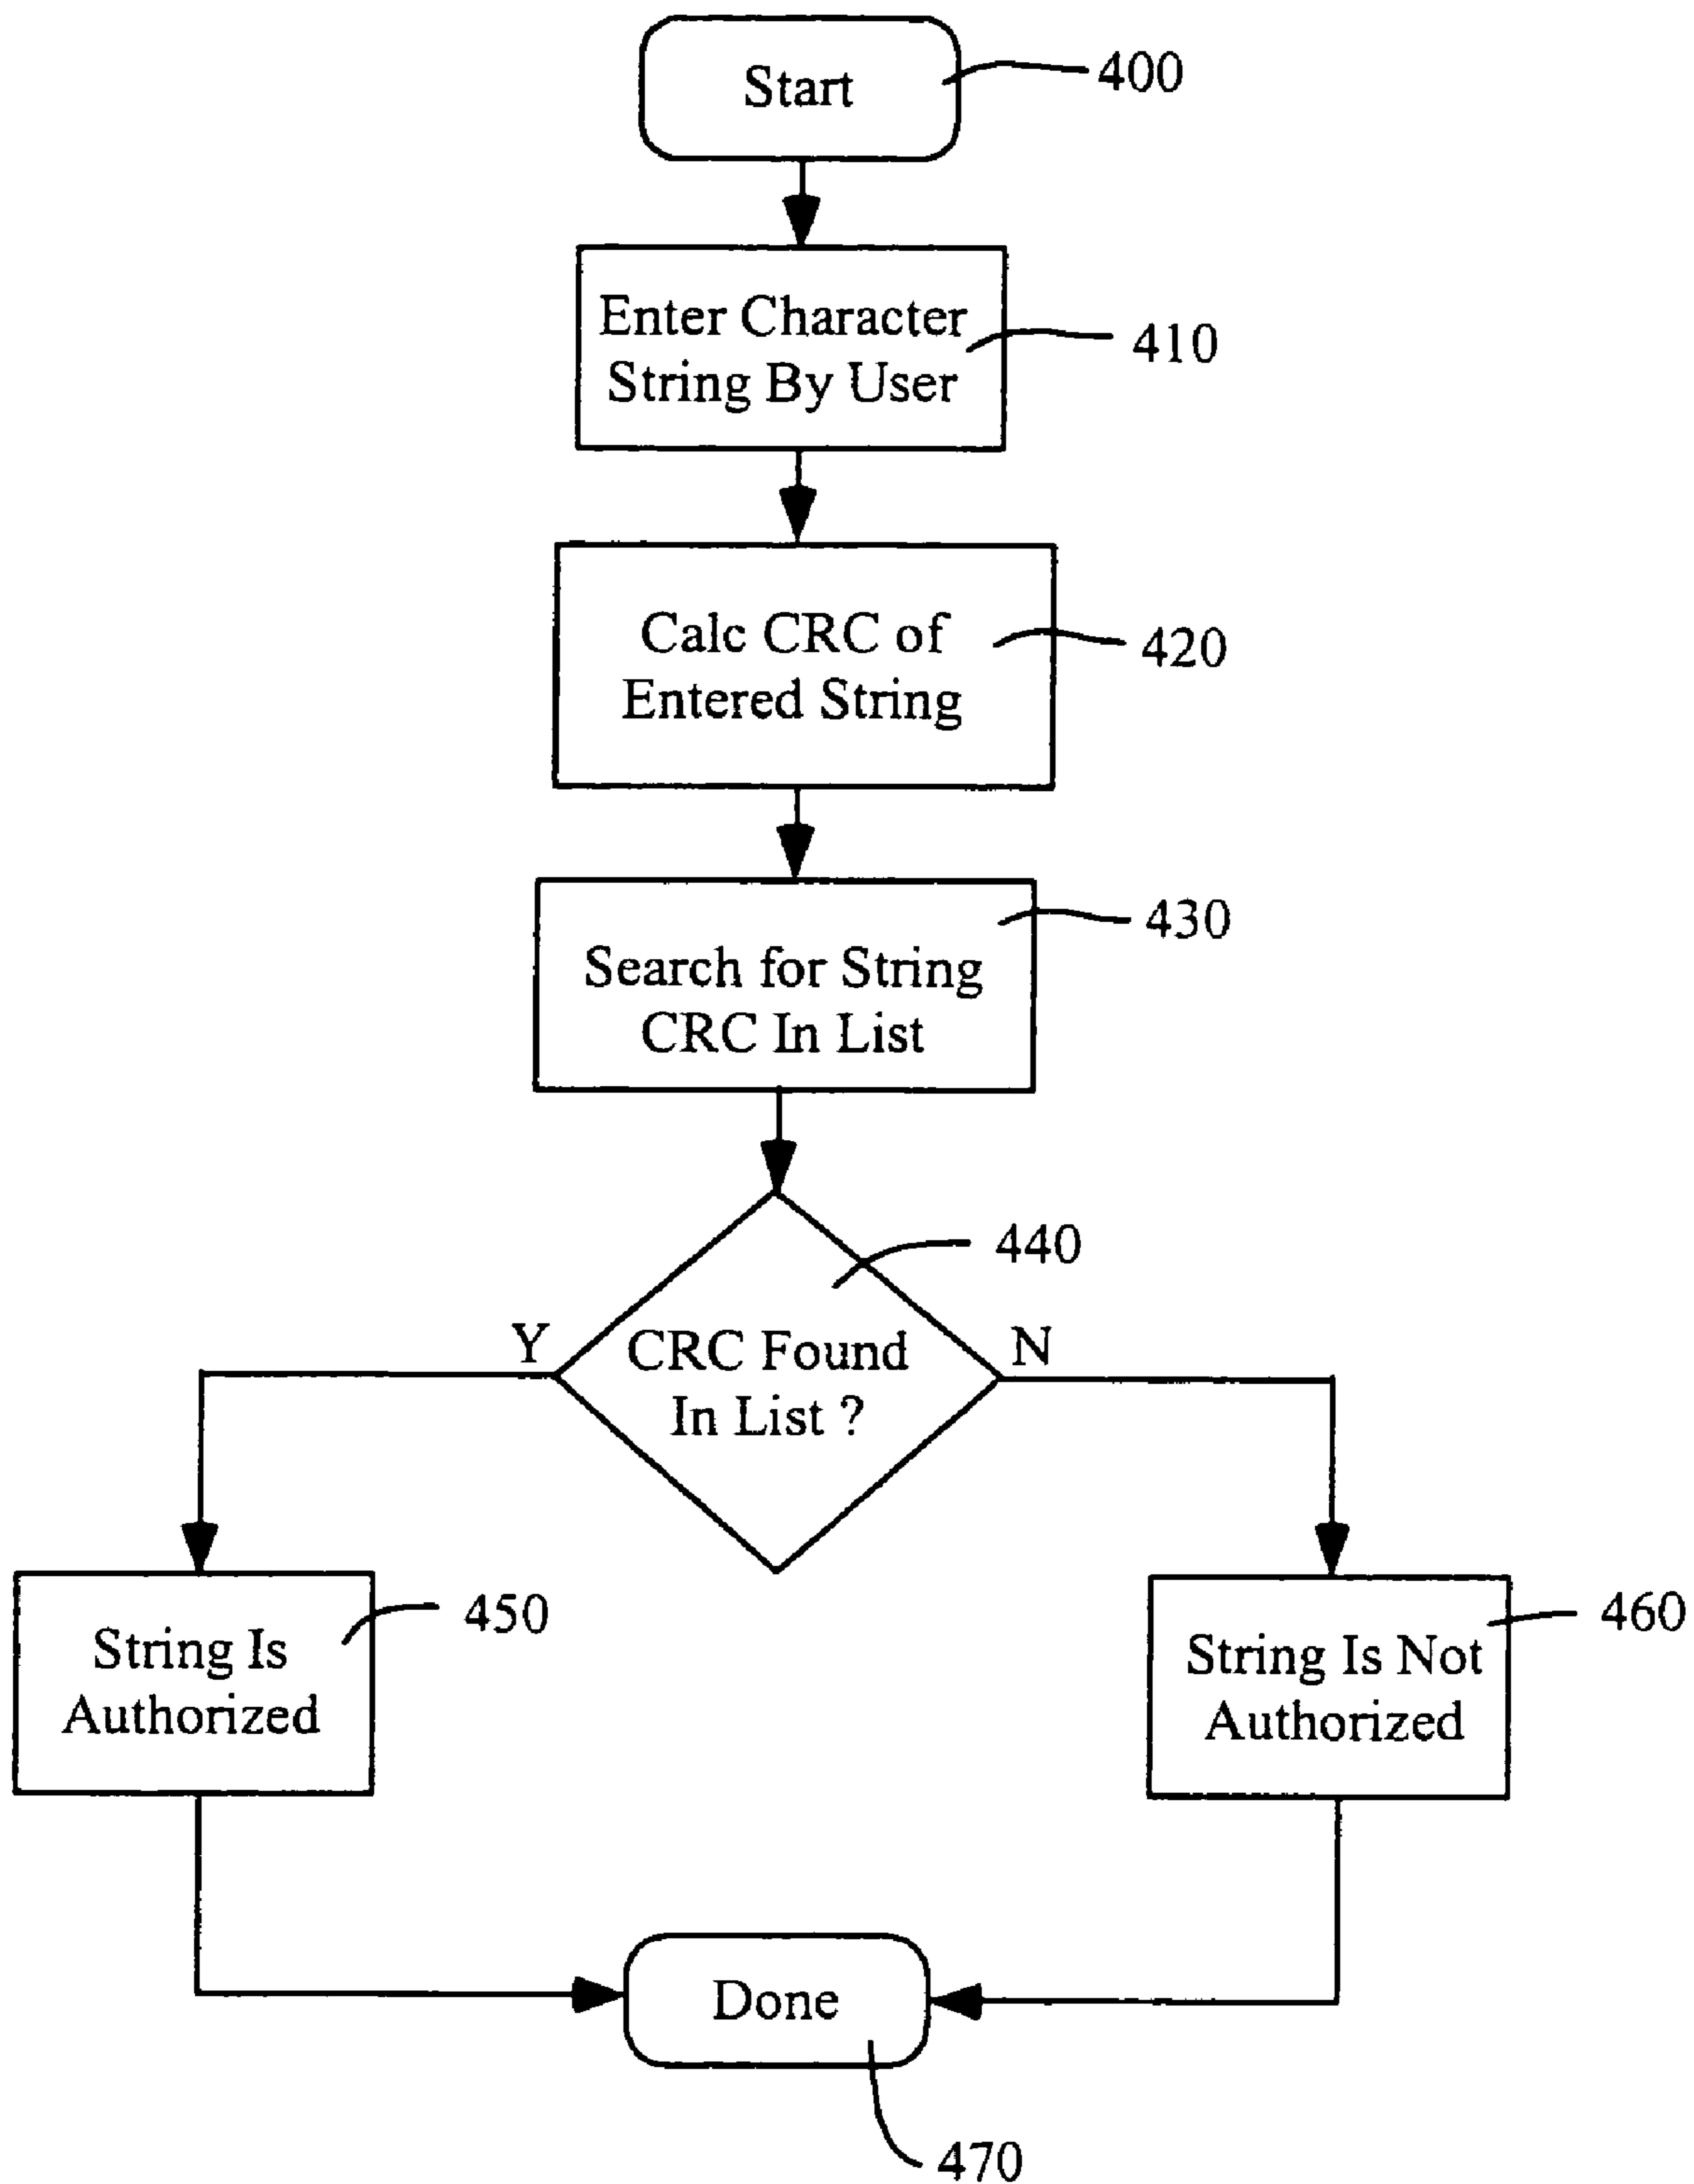 Start
400
Enter Character
String By User
410
Calc CRC of
Entered String
420
430
Search for String
CRC In List
440
Y
CRC Found
In List ?
N
String Is
Authorized
450
String Is Not
Authorized
460
Done
470